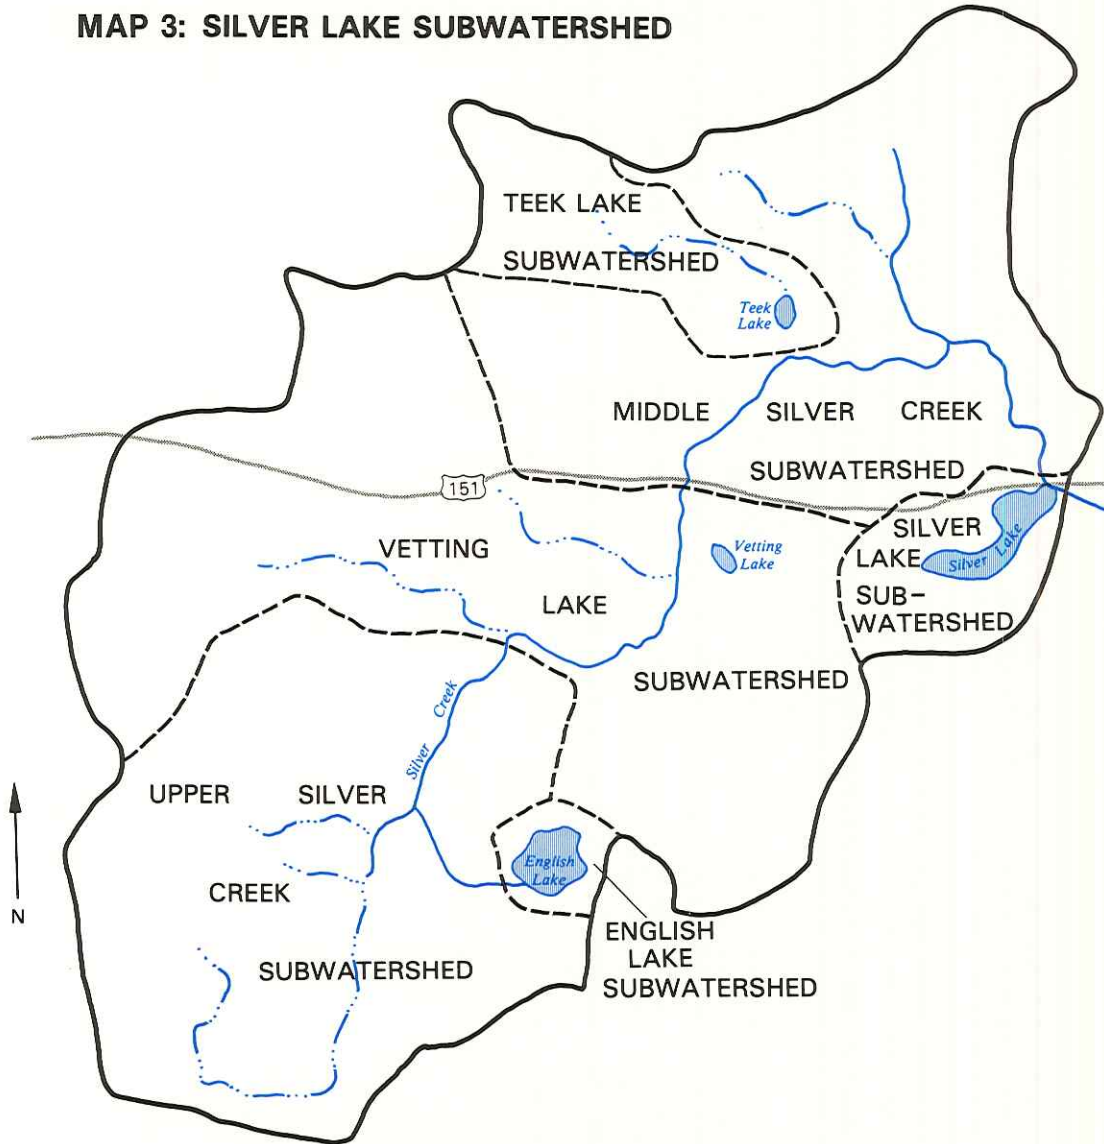 MAP 3: SILVER LAKE SUBWATERSHED
TEEK LAKE
SUBWATERSHED
Teek
Lake
MIDDLE SILVER CREEK
SUBWATERSHED
151
SILVER
LAKE
SUB-
WATERSHED
Silver Lake
VETTING
LAKE
SUBWATERSHED
Vetting
Lake
Silver Creek
UPPER SILVER
CREEK
SUBWATERSHED
English
Lake
ENGLISH
LAKE
SUBWATERSHED
N